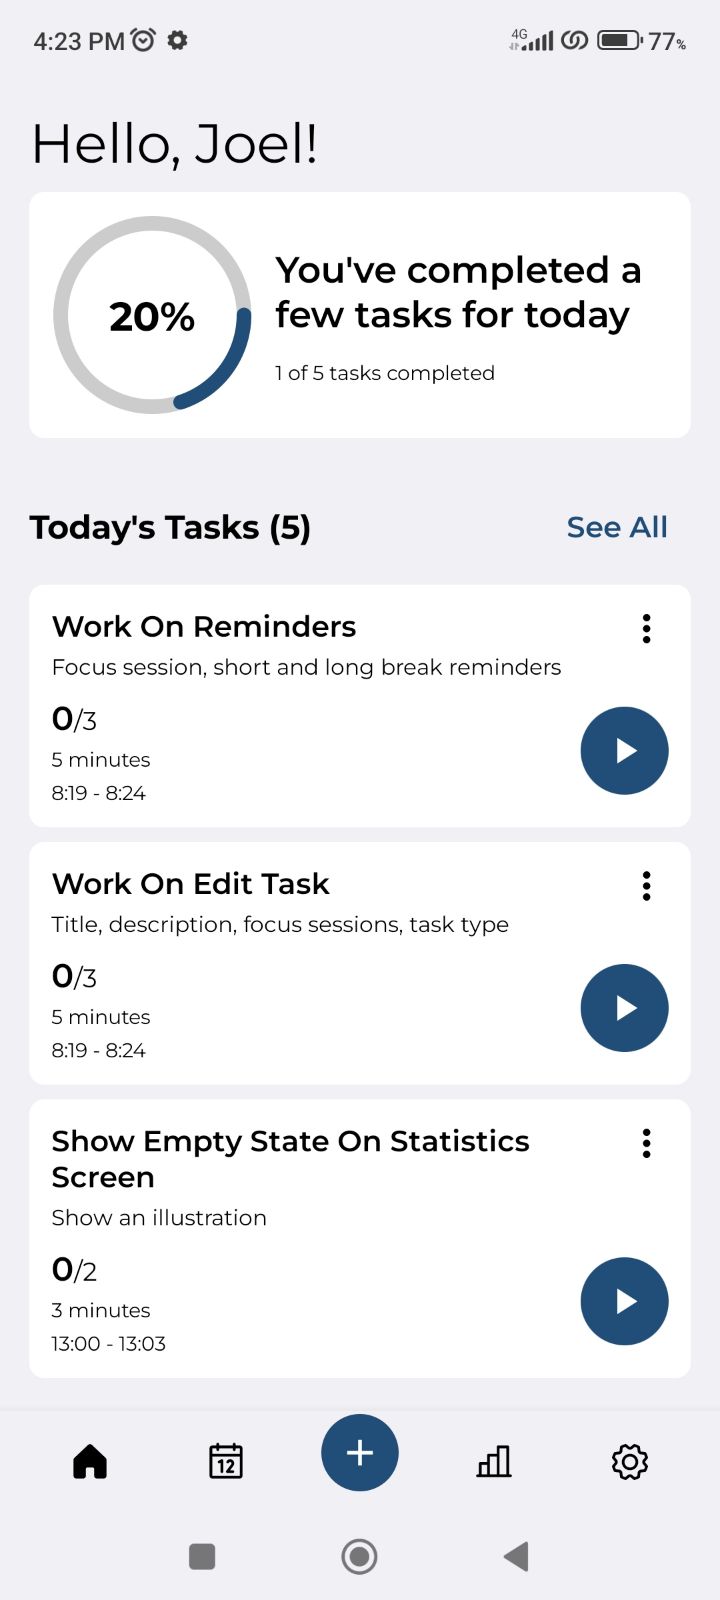 4:23 PM
4G
77%
Hello, Joel!
20%
You've completed a
few tasks for today
1 of 5 tasks completed
Today's Tasks (5)
See All
Work On Reminders
Focus session, short and long break reminders
0/3
5 minutes
8:19 - 8:24
Work On Edit Task
Title, description, focus sessions, task type
0/3
5 minutes
8:19 - 8:24
Show Empty State On Statistics
Screen
Show an illustration
0/2
3 minutes
13:00 - 13:03
12